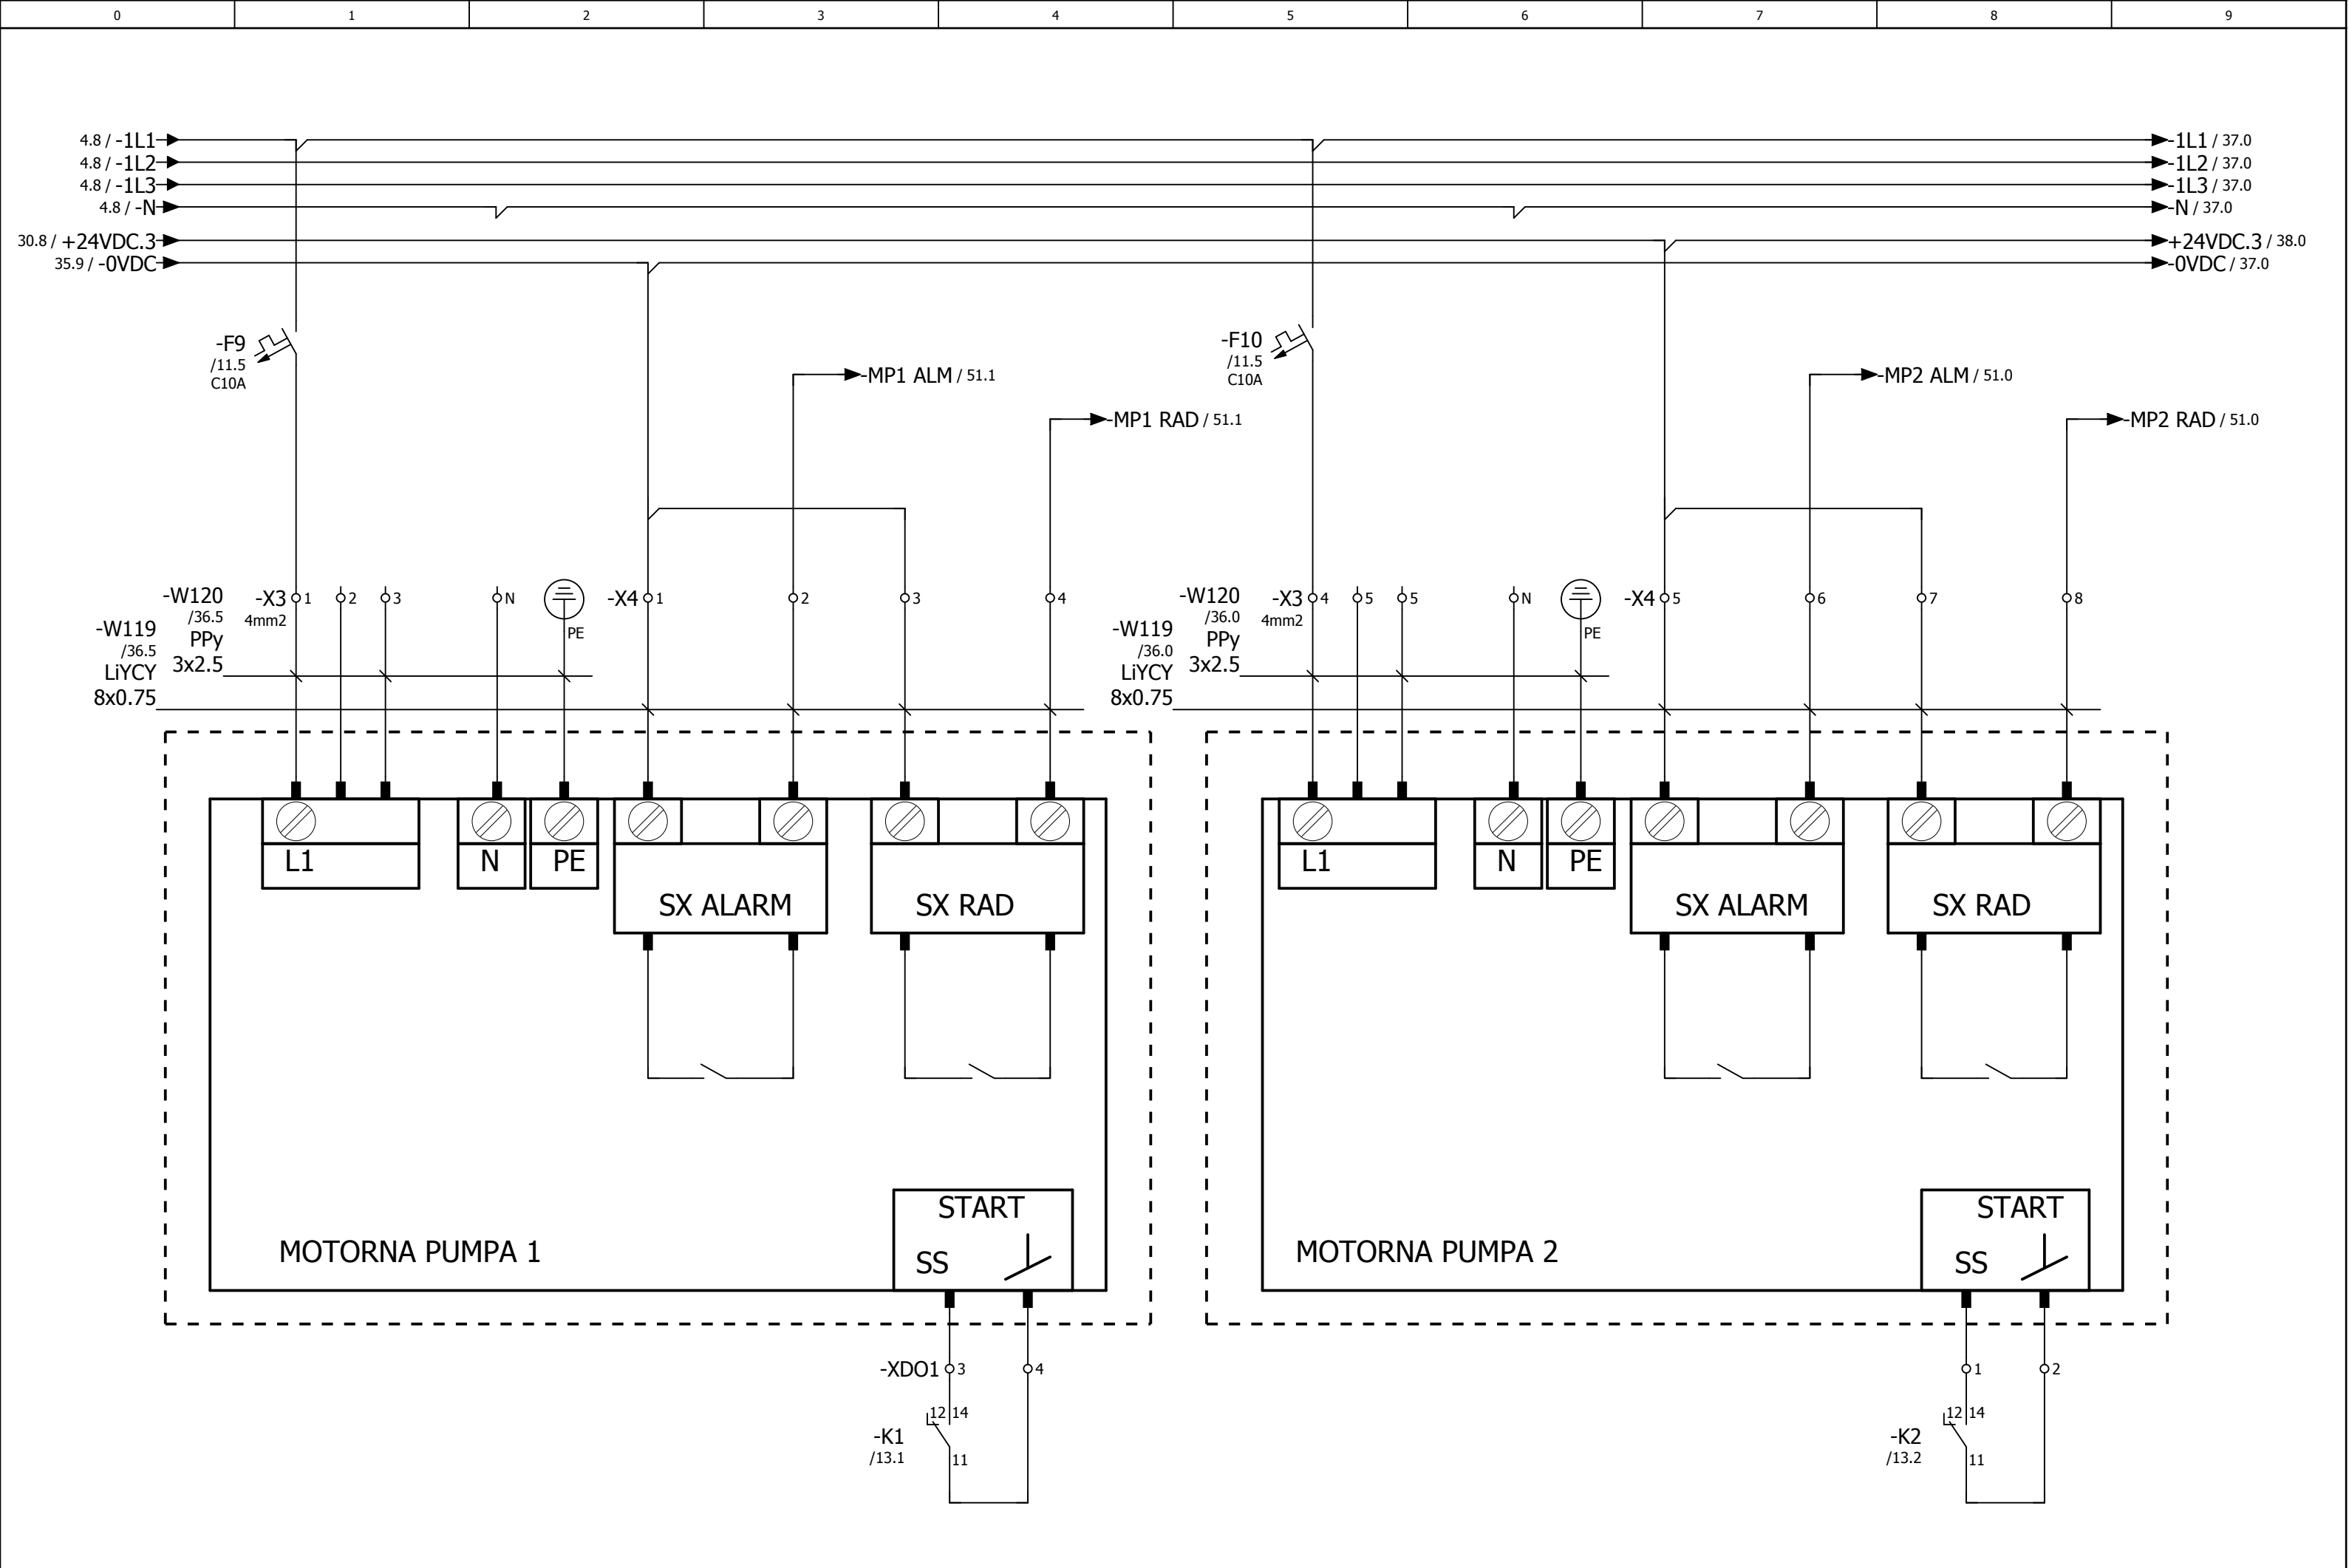 0 1 2 3 4 5 6 7 8 9
4.8 / -1L1 -1L1 / 37.0
4.8 / -1L2 -1L2 / 37.0
4.8 / -1L3 -1L3 / 37.0
4.8 / -N -N / 37.0
30.8 / +24VDC.3 +24VDC.3 / 38.0
35.9 / -0VDC -0VDC / 37.0
-F9 -F10
/11.5 /11.5
C10A C10A
-MP1 ALM / 51.1 -MP2 ALM / 51.0
-MP1 RAD / 51.1 -MP2 RAD / 51.0
-W120 -X3 1 2 3 N -X4 1 2 3 4 -W120 -X3 4 5 5 N -X4 5 6 7 8
/36.5 4mm2 /36.0 4mm2
-W119 PPy PE -W119 PPy PE
/36.5 3x2.5 /36.0 3x2.5
LiYCY LiYCY
8x0.75 8x0.75
L1 N PE L1 N PE
SX ALARM SX RAD SX ALARM SX RAD
START START
MOTORNA PUMPA 1 SS MOTORNA PUMPA 2 SS
-XDO1 3 4 1 2
12 14 12 14
-K1 -K2
/13.1 11 /13.2 11